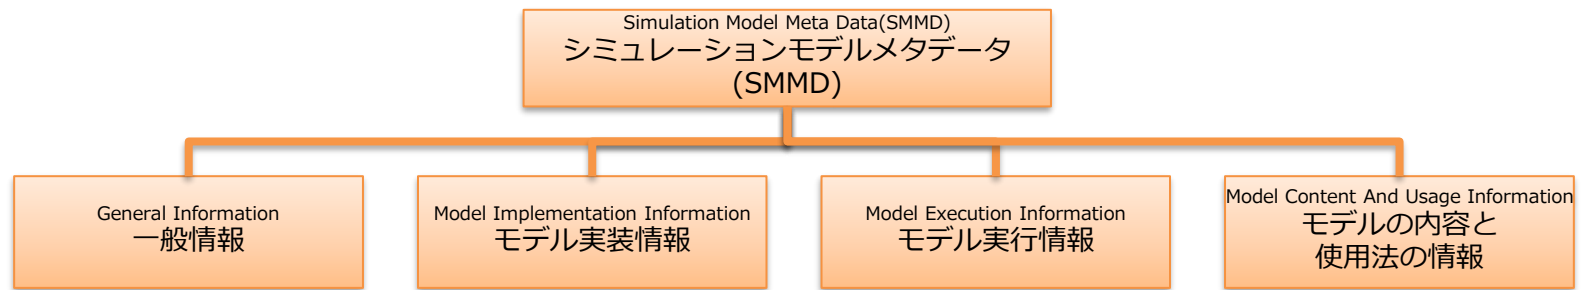 Simulation Model Meta Data(SMMD)
シミュレーションモデルメタデータ
(SMMD)
General Information
一般情報
Model Implementation Information
モデル実装情報
Model Execution Information
モデル実行情報
Model Content And Usage Information
モデルの内容と
使用法の情報